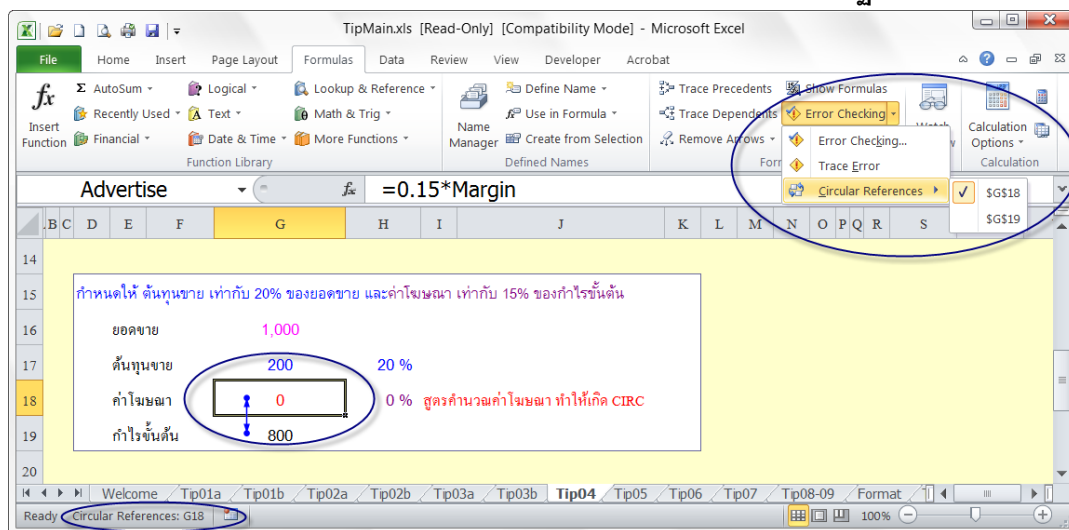 TipMain.xls [Read-Only] [Compatibility Mode] - Microsoft Excel
File Home Insert Page Layout Formulas Data Review View Developer Acrobat
fx Insert Function
Σ AutoSum
Recently Used
Financial
Logical
Text
Date & Time
Lookup & Reference
Math & Trig
More Functions
Function Library
Name Manager
Define Name
Use in Formula
Create from Selection
Defined Names
Trace Precedents
Trace Dependents
Remove Arrows
Show Formulas
Error Checking
Error Checking...
Trace Error
Circular References
$G$18
$G$19
Calculation Options
Calculation
Advertise fx =0.15*Margin
B C D E F G H I J K L M N O P Q R S
14
15 กำหนดให้ ต้นทุนขาย เท่ากับ 20% ของยอดขาย และค่าโฆษณา เท่ากับ 15% ของกำไรขั้นต้น
16 ยอดขาย 1,000
17 ต้นทุนขาย 200 20 %
18 ค่าโฆษณา 0 0 % สูตรคำนวณค่าโฆษณา ทำให้เกิด CIRC
19 กำไรขั้นต้น 800
20
Welcome Tip01a Tip01b Tip02a Tip02b Tip03a Tip03b Tip04 Tip05 Tip06 Tip07 Tip08-09 Format
Ready Circular References: G18 100%